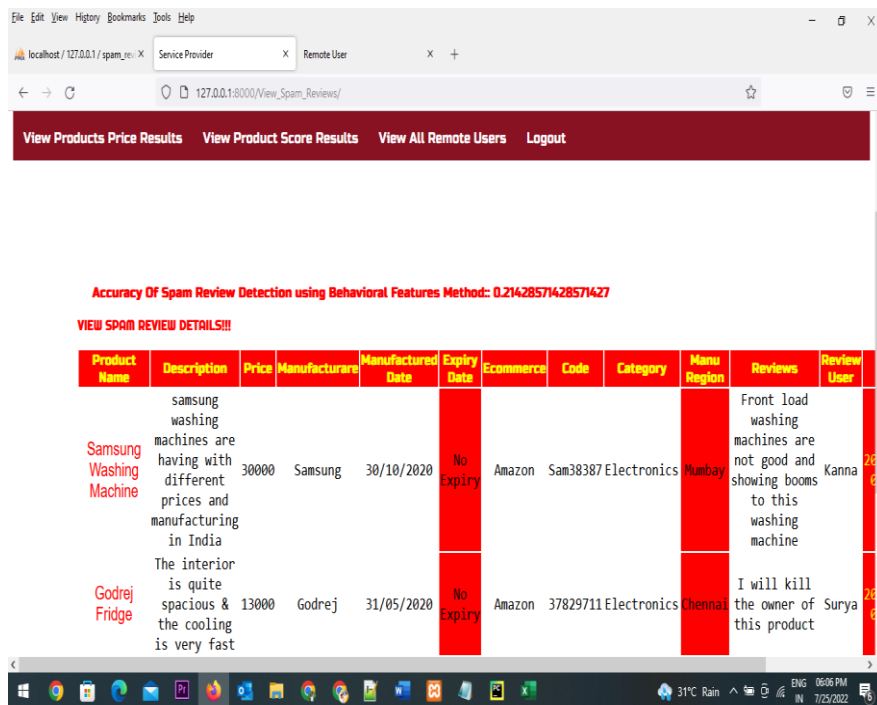 File Edit View History Bookmarks Tools Help
localhost / 127.0.0.1 / spam_rev
Service Provider
Remote User
127.0.0.1:8000/View_Spam_Reviews/
View Products Price Results View Product Score Results View All Remote Users Logout
Accuracy Of Spam Review Detection using Behavioral Features Method:: 0.21428571428571427
VIEW SPAM REVIEW DETAILS!!!
Product Name Description Price Manufacturare Manufactured Date Expiry Date Ecommerce Code Category Manu Region Reviews Review User
Samsung Washing Machine samsung washing machines are having with different prices and manufacturing in India 30000 Samsung 30/10/2020 No Expiry Amazon Sam38387 Electronics Mumbay Front load washing machines are not good and showing booms to this washing machine Kanna 20
Godrej Fridge The interior is quite spacious & the cooling is very fast 13000 Godrej 31/05/2020 No Expiry Amazon 37829711 Electronics Chennai I will kill the owner of this product Surya 20
31°C Rain
ENG
IN
06:06 PM
7/25/2022